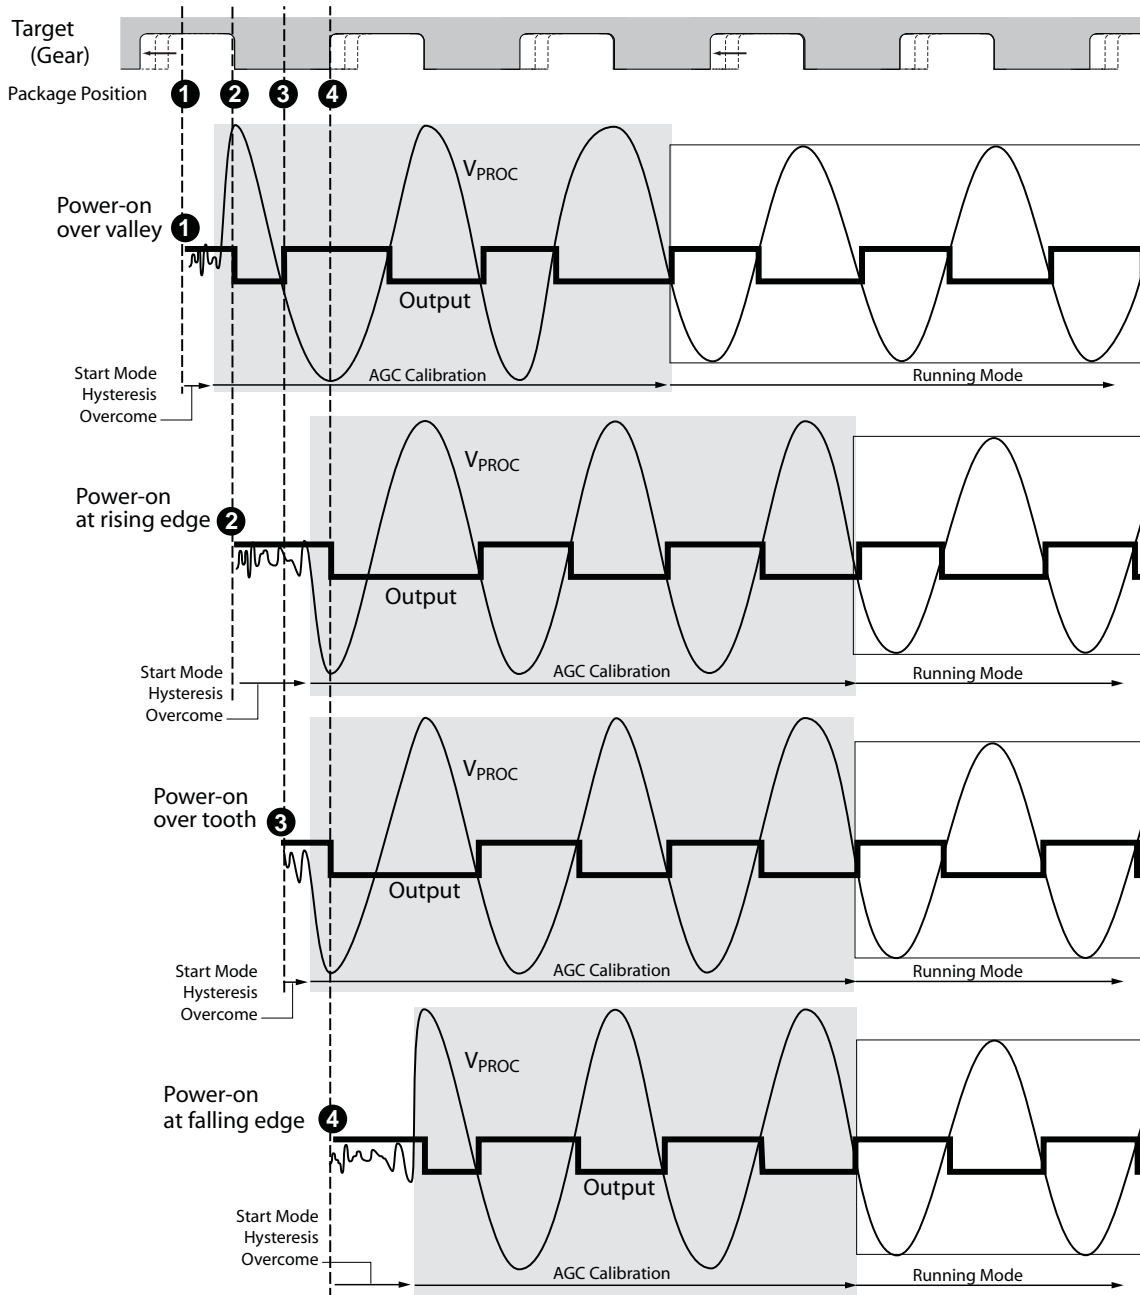 Target
(Gear)
Package Position
1 2 3 4
VPROC
Power-on
over valley 1
Output
Start Mode
Hysteresis
Overcome
AGC Calibration
Running Mode
VPROC
Power-on
at rising edge 2
Output
Start Mode
Hysteresis
Overcome
AGC Calibration
Running Mode
VPROC
Power-on
over tooth 3
Output
Start Mode
Hysteresis
Overcome
AGC Calibration
Running Mode
VPROC
Power-on
at falling edge 4
Output
Start Mode
Hysteresis
Overcome
AGC Calibration
Running Mode